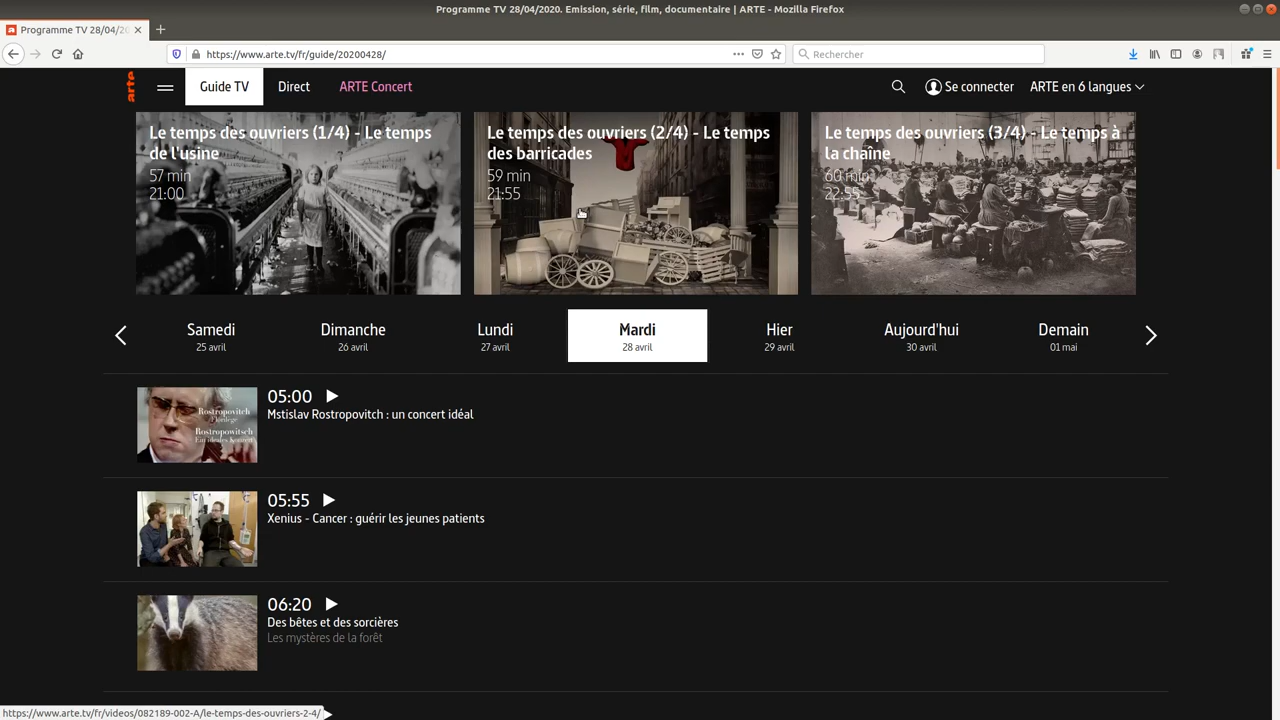 Programme TV 28/04/2020. Emission, série, film, documentaire | ARTE - Mozilla Firefox
Programme TV 28/04/20
https://www.arte.tv/fr/guide/20200428/
Rechercher
arte
Guide TV
Direct
ARTE Concert
Se connecter
ARTE en 6 langues
Le temps des ouvriers (1/4) - Le temps
de l'usine
57 min
21:00
Le temps des ouvriers (2/4) - Le temps
des barricades
59 min
21:55
Le temps des ouvriers (3/4) - Le temps à
la chaîne
60 min
22:55
Samedi
25 avril
Dimanche
26 avril
Lundi
27 avril
Mardi
28 avril
Hier
29 avril
Aujourd'hui
30 avril
Demain
01 mai
Rostropovitch
Florilège
Rostropowitsch
Ein ideales Konzert
05:00
Mstislav Rostropovitch : un concert idéal
05:55
Xenius - Cancer : guérir les jeunes patients
06:20
Des bêtes et des sorcières
Les mystères de la forêt
https://www.arte.tv/fr/videos/082189-002-A/le-temps-des-ouvriers-2-4/